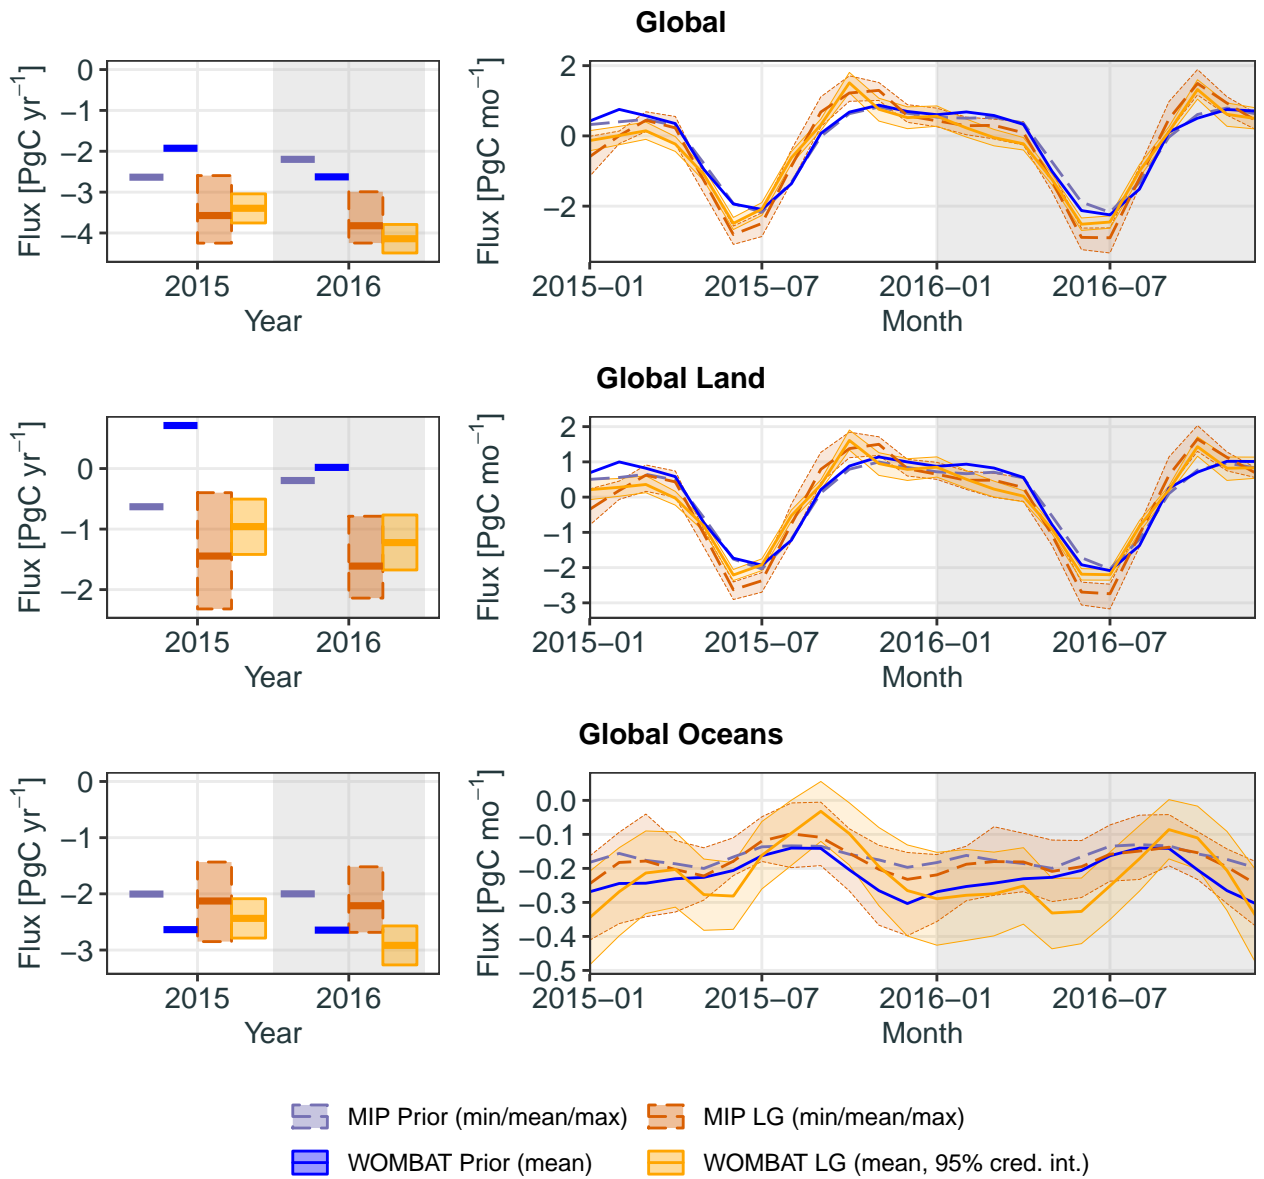 Global
Flux [PgC yr⁻¹]
0
−1
−2
−3
−4
2015 2016
Year
Flux [PgC mo⁻¹]
2
0
−2
2015−01 2015−07 2016−01 2016−07
Month
Global Land
Flux [PgC yr⁻¹]
0
−1
−2
2015 2016
Year
Flux [PgC mo⁻¹]
2
1
0
−1
−2
−3
2015−01 2015−07 2016−01 2016−07
Month
Global Oceans
Flux [PgC yr⁻¹]
0
−1
−2
−3
2015 2016
Year
Flux [PgC mo⁻¹]
0.0
−0.1
−0.2
−0.3
−0.4
−0.5
2015−01 2015−07 2016−01 2016−07
Month
MIP Prior (min/mean/max) MIP LG (min/mean/max)
WOMBAT Prior (mean) WOMBAT LG (mean, 95% cred. int.)